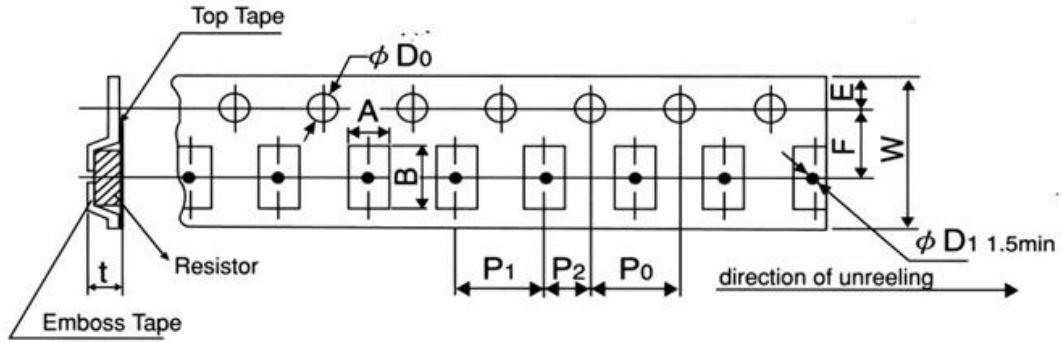 Top Tape
ϕ D0
A
B
E
F
W
ϕ D1 1.5min
P1
P2
P0
direction of unreeling
Resistor
t
Emboss Tape